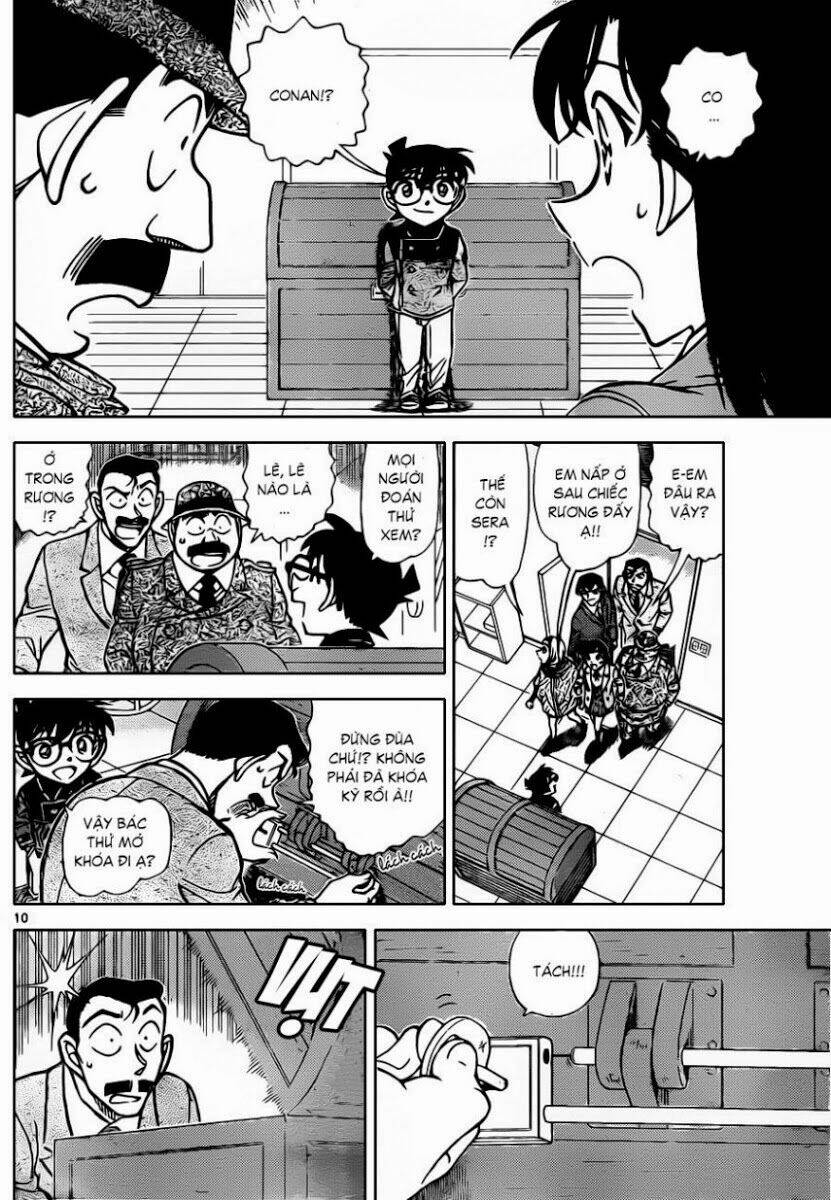 CO
...
CONAN!?
E-EM
ĐÂU RA
VẬY?
EM NẤP Ở
SAU CHIẾC
RƯƠNG ĐẤY
Ạ!!
THẾ
CÒN
SERA
!?
MỌI
NGƯỜI
ĐOÁN
THỬ
XEM?
LẼ, LẼ
NÀO LÀ
...
Ở
TRONG
RƯƠNG
!?
ĐỪNG ĐÙA
CHỨ!? KHÔNG
PHẢI ĐÃ KHÓA
KỸ RỒI À!!
VẬY BÁC
THỬ MỞ
KHÓA ĐI Ạ?
lách cách
lách cách
10
TÁCH!!!
VỤT